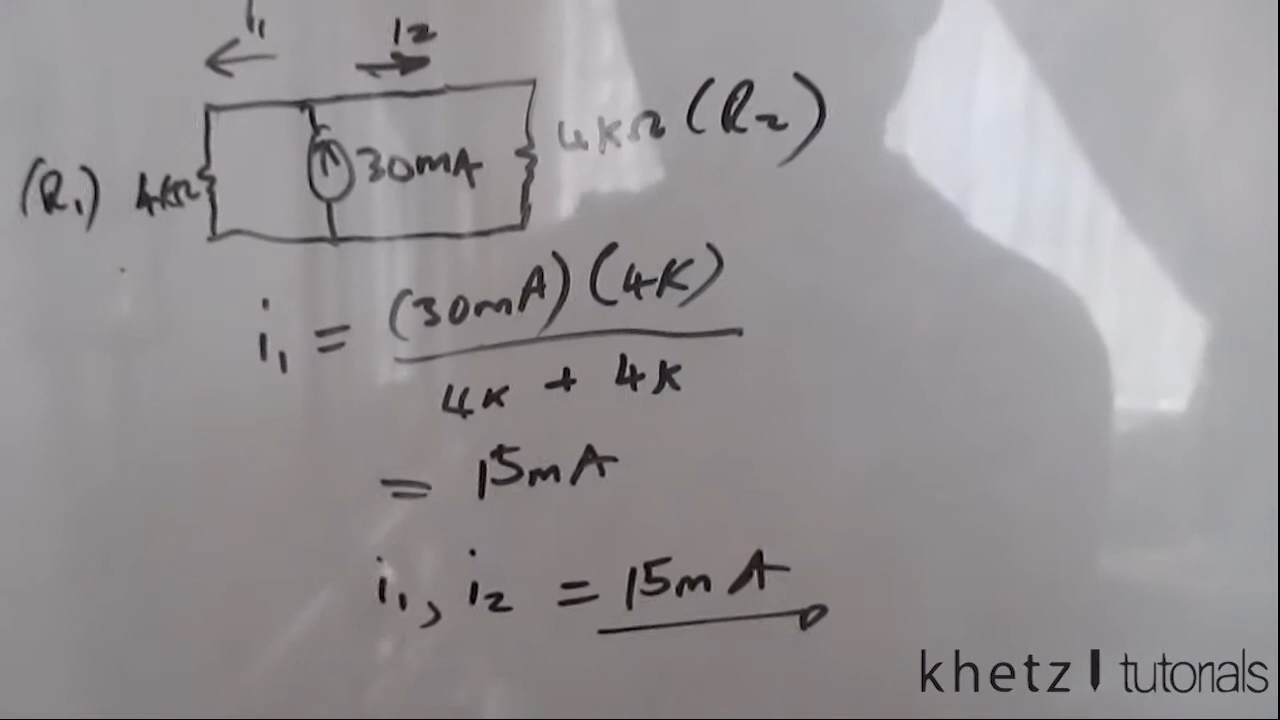 i₁ i2
(R₁) 4KΩ 30mA 4KΩ (R₂)
i₁ = (30mA)(4K)
4K + 4K
= 15mA
i₁, i₂ = 15mA
khetz tutorials